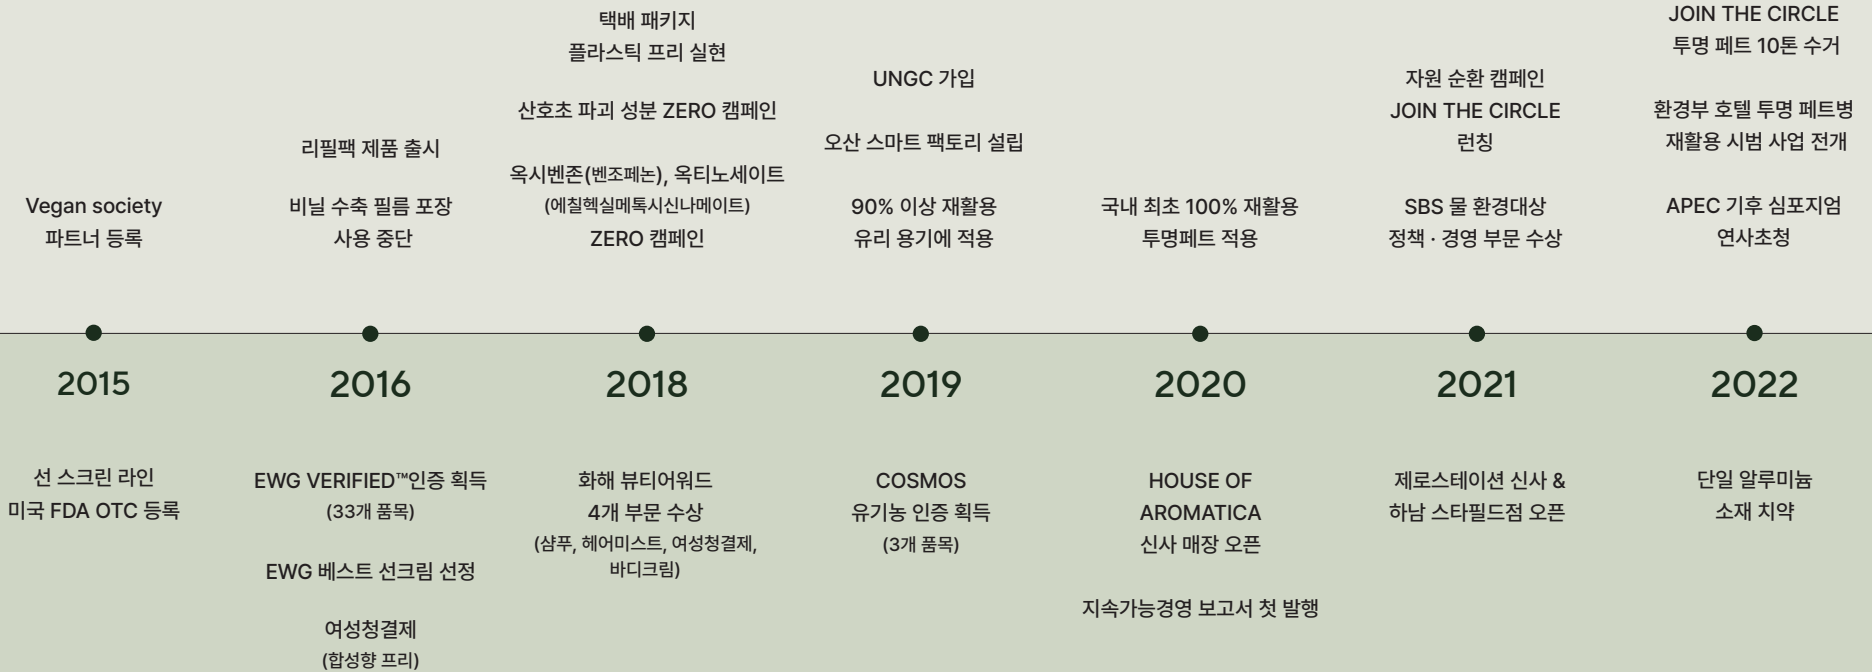 Vegan society
파트너 등록
리필팩 제품 출시
비닐 수축 필름 포장
사용 중단
택배 패키지
플라스틱 프리 실현
산호초 파괴 성분 ZERO 캠페인
옥시벤존(벤조페논), 옥티노세이트
(에칠헥실메톡시신나메이트)
ZERO 캠페인
UNGC 가입
오산 스마트 팩토리 설립
90% 이상 재활용
유리 용기에 적용
국내 최초 100% 재활용
투명페트 적용
자원 순환 캠페인
JOIN THE CIRCLE
런칭
SBS 물 환경대상
정책 · 경영 부문 수상
JOIN THE CIRCLE
투명 페트 10톤 수거
환경부 호텔 투명 페트병
재활용 시범 사업 전개
APEC 기후 심포지엄
연사초청
2015
2016
2018
2019
2020
2021
2022
선 스크린 라인
미국 FDA OTC 등록
EWG VERIFIED™인증 획득
(33개 품목)
EWG 베스트 선크림 선정
여성청결제
(합성향 프리)
화해 뷰티어워드
4개 부문 수상
(샴푸, 헤어미스트, 여성청결제,
바디크림)
COSMOS
유기농 인증 획득
(3개 품목)
HOUSE OF
AROMATICA
신사 매장 오픈
지속가능경영 보고서 첫 발행
제로스테이션 신사 &
하남 스타필드점 오픈
단일 알루미늄
소재 치약